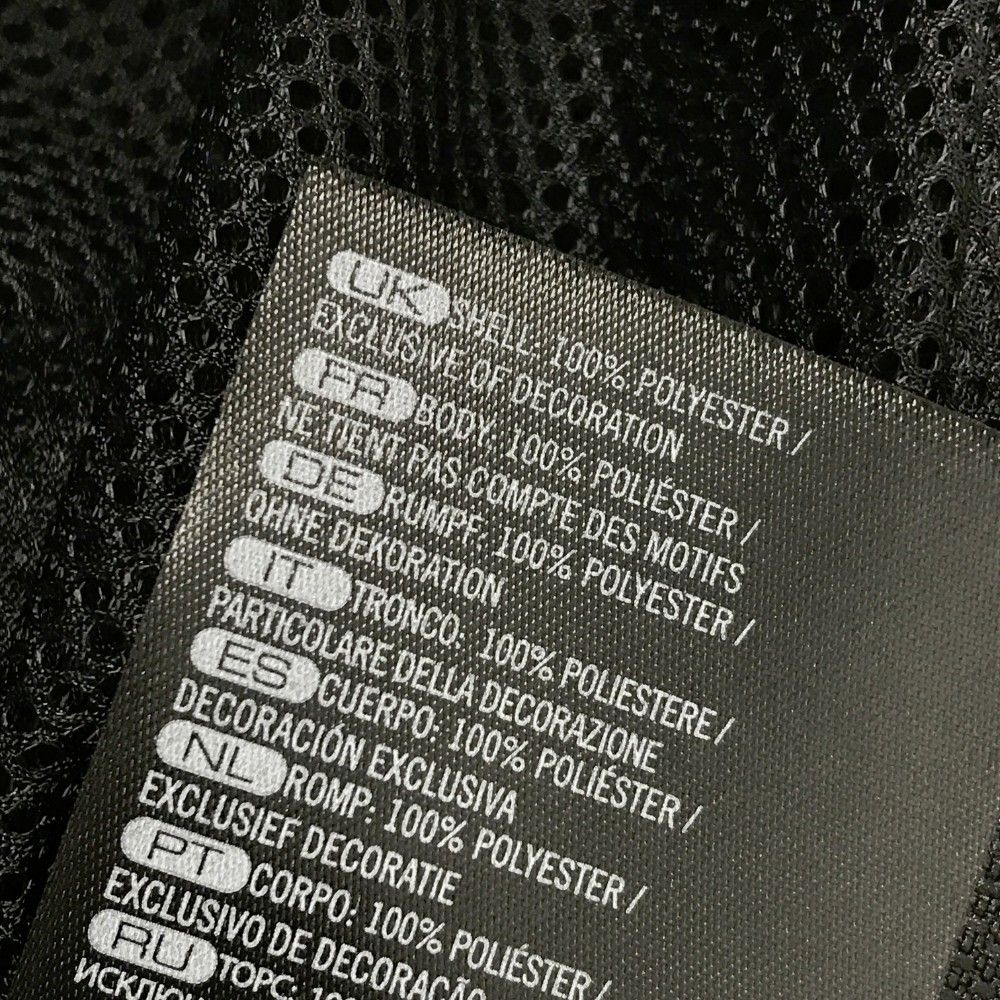 UK SHELL: 100% POLYESTER /
EXCLUSIVE OF DECORATION
FR BODY: 100% POLIÉSTER /
NE TIENT PAS COMPTE DES MOTIFS
DE RUMPF: 100% POLYESTER /
OHNE DEKORATION
IT TRONCO: 100% POLIESTERE /
PARTICOLARE DELLA DECORAZIONE
ES CUERPO: 100% POLIÉSTER /
DECORACIÓN EXCLUSIVA
NL ROMP: 100% POLYESTER /
EXCLUSIEF DECORATIE
PT CORPO: 100% POLIÉSTER /
EXCLUSIVO DE DECORAÇÃO
RU ТОРС: